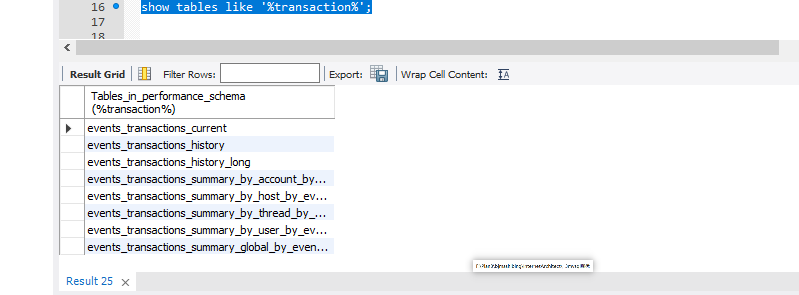 16 show tables like '%transaction%';
17
18
Result Grid Filter Rows: Export: Wrap Cell Content:
Tables_in_performance_schema
(%transaction%)
events_transactions_current
events_transactions_history
events_transactions_history_long
events_transactions_summary_by_account_by...
events_transactions_summary_by_host_by_ev...
events_transactions_summary_by_thread_by_...
events_transactions_summary_by_user_by_ev...
events_transactions_summary_global_by_even...
Result 25